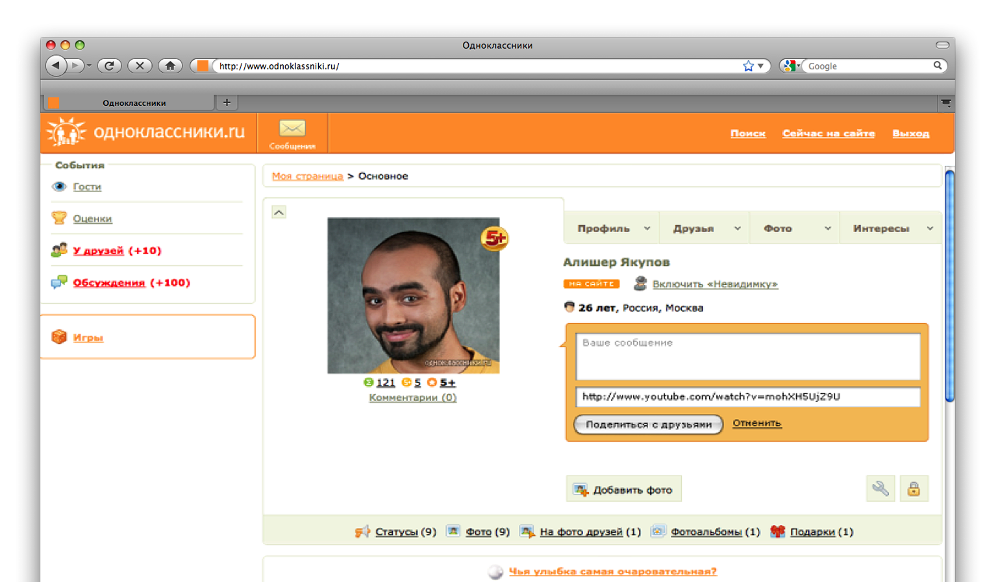 Одноклассники
http://www.odnoklassniki.ru/
Google
Одноклассники
одноклассники.ru
Сообщения
Поиск Сейчас на сайте Выход
События
Гости
Оценки
У друзей (+10)
Обсуждения (+100)
Игры
Моя страница > Основное
5+
одноклассники.ru
121 5 5+
Комментарии (0)
Профиль Друзья Фото Интересы
Алишер Якупов
НА САЙТЕ Включить «Невидимку»
26 лет, Россия, Москва
Ваше сообщение
http://www.youtube.com/watch?v=mohXH5UjZ9U
Поделиться с друзьями Отменить
Добавить фото
Статусы (9) Фото (9) На фото друзей (1) Фотоальбомы (1) Подарки (1)
Чья улыбка самая очаровательная?